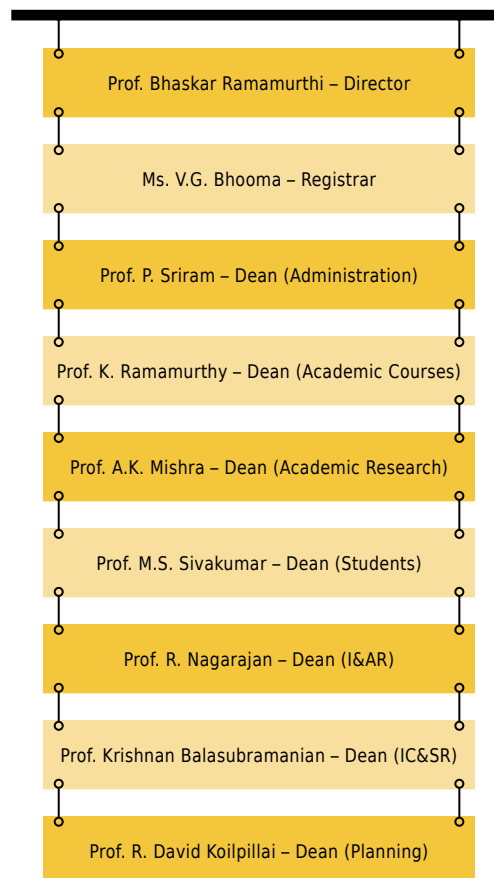 Prof. Bhaskar Ramamurthi – Director
Ms. V.G. Bhooma – Registrar
Prof. P. Sriram – Dean (Administration)
Prof. K. Ramamurthy – Dean (Academic Courses)
Prof. A.K. Mishra – Dean (Academic Research)
Prof. M.S. Sivakumar – Dean (Students)
Prof. R. Nagarajan – Dean (I&AR)
Prof. Krishnan Balasubramanian – Dean (IC&SR)
Prof. R. David Koilpillai – Dean (Planning)